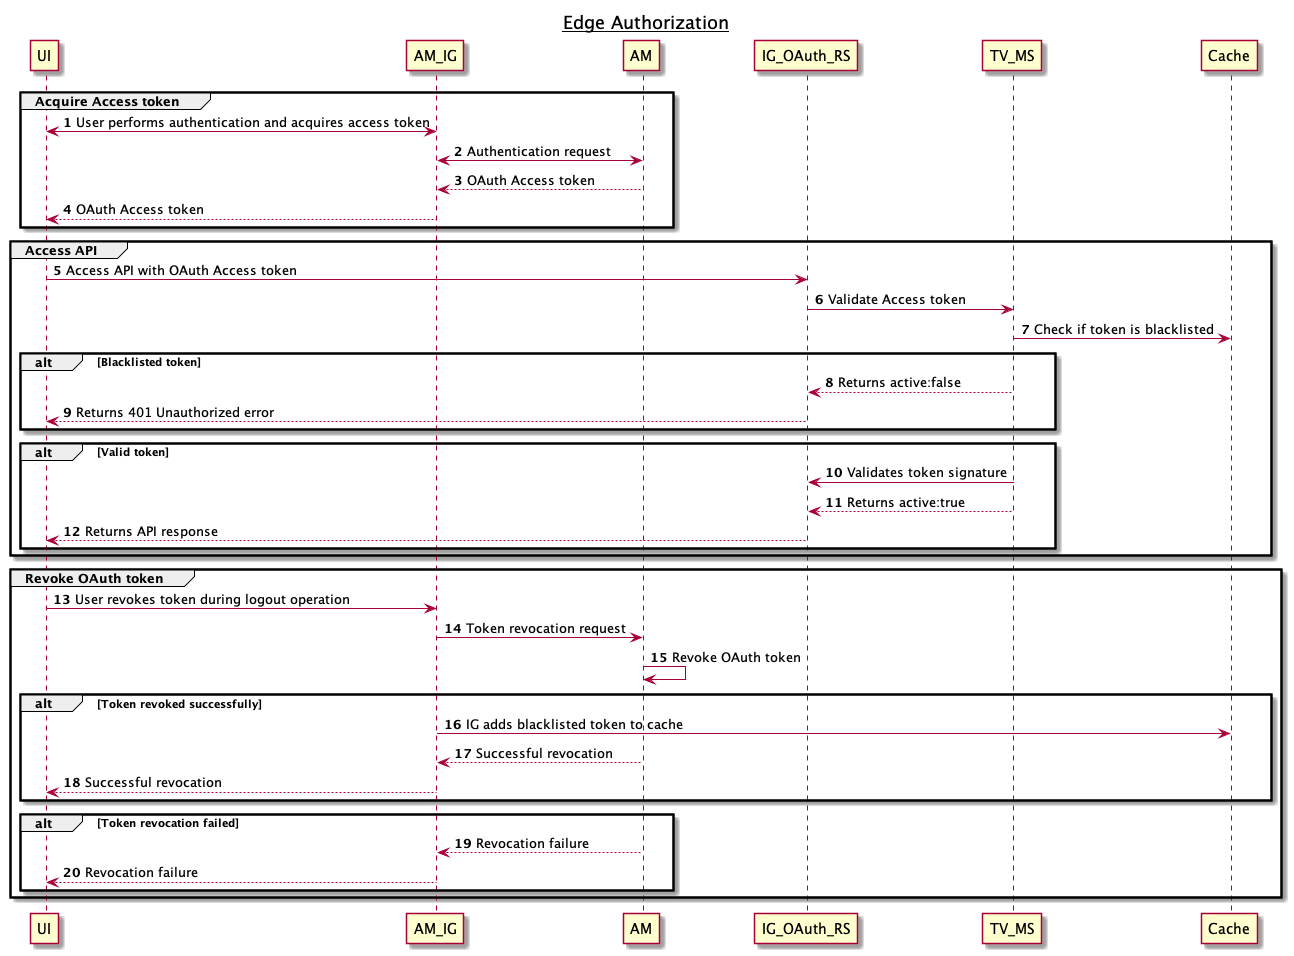 Edge Authorization
UI AM_IG AM IG_OAuth_RS TV_MS Cache
Acquire Access token
1 User performs authentication and acquires access token
2 Authentication request
3 OAuth Access token
4 OAuth Access token
Access API
5 Access API with OAuth Access token
6 Validate Access token
7 Check if token is blacklisted
alt [Blacklisted token]
8 Returns active:false
9 Returns 401 Unauthorized error
alt [Valid token]
10 Validates token signature
11 Returns active:true
12 Returns API response
Revoke OAuth token
13 User revokes token during logout operation
14 Token revocation request
15 Revoke OAuth token
alt [Token revoked successfully]
16 IG adds blacklisted token to cache
17 Successful revocation
18 Successful revocation
alt [Token revocation failed]
19 Revocation failure
20 Revocation failure
UI AM_IG AM IG_OAuth_RS TV_MS Cache